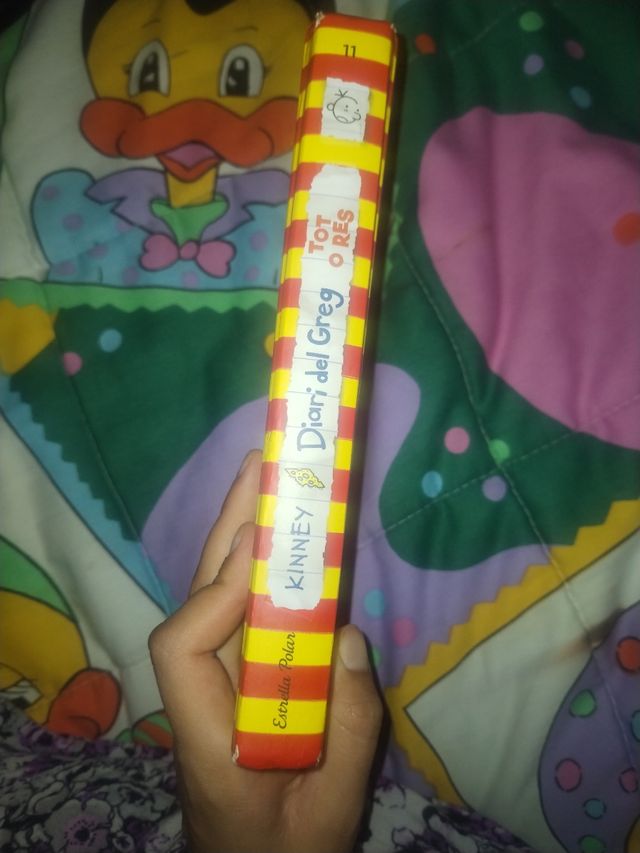 11
TOT
O RES
Diari del Greg
KINNEY
Estrella Polar